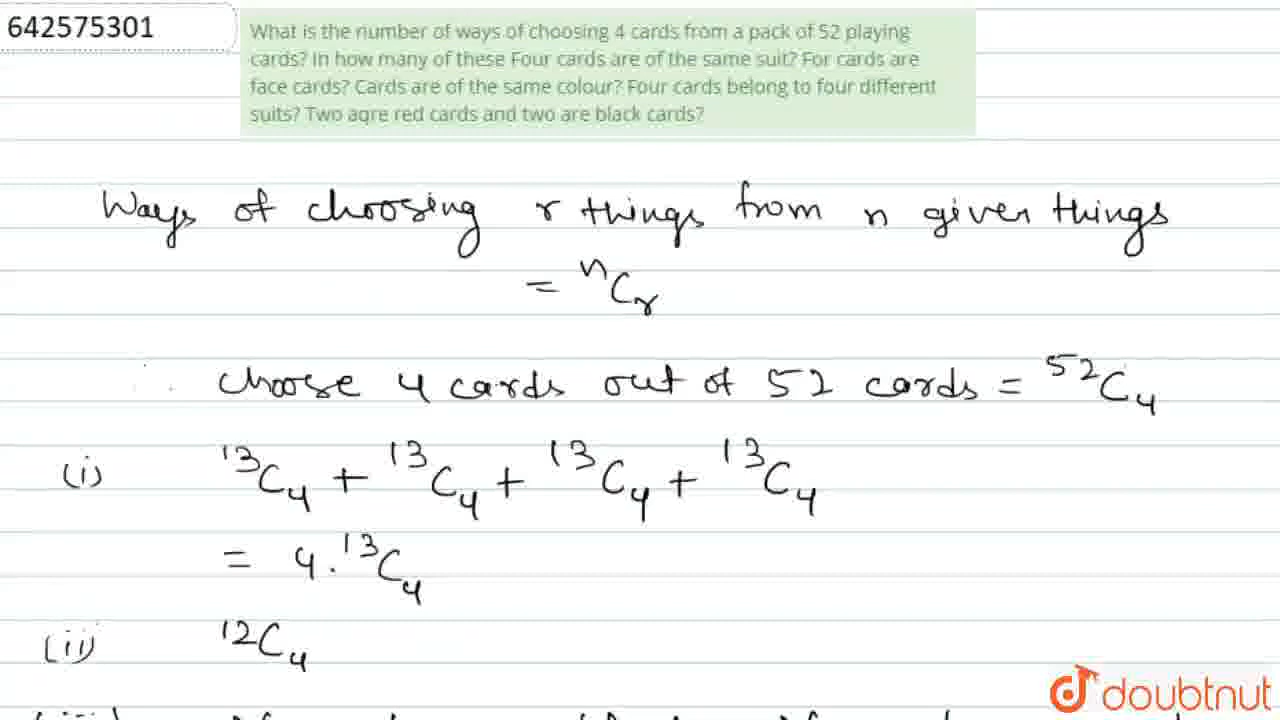 642575301
What is the number of ways of choosing 4 cards from a pack of 52 playing
cards? In how many of these Four cards are of the same suit? For cards are
face cards? Cards are of the same colour? Four cards belong to four different
suits? Two aqre red cards and two are black cards?
Ways of choosing r things from n given things
= ⁿCᵣ
choose 4 cards out of 52 cards = ⁵²C₄
(i) ¹³C₄ + ¹³C₄ + ¹³C₄ + ¹³C₄
= 4. ¹³C₄
(ii) ¹²C₄
doubtnut